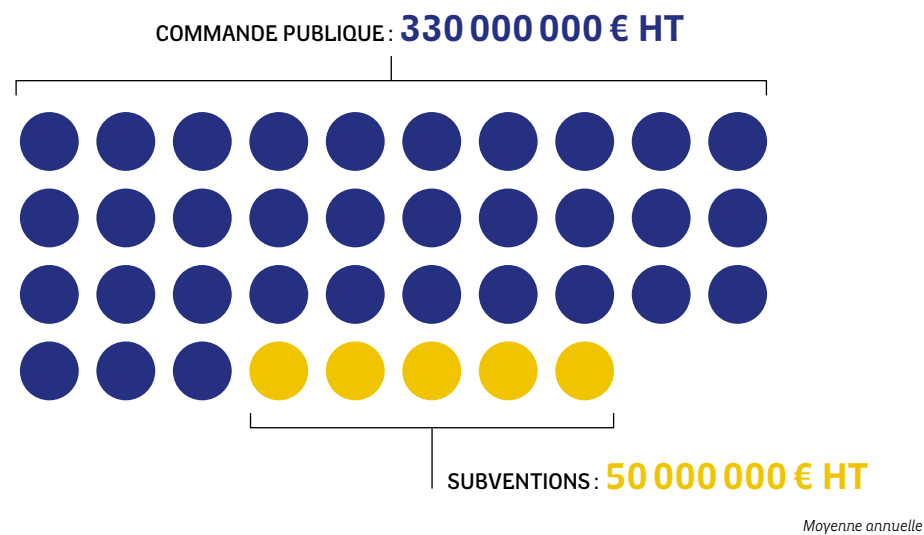 COMMANDE PUBLIQUE : 330 000 000 € HT
SUBVENTIONS : 50 000 000 € HT
Moyenne annuelle